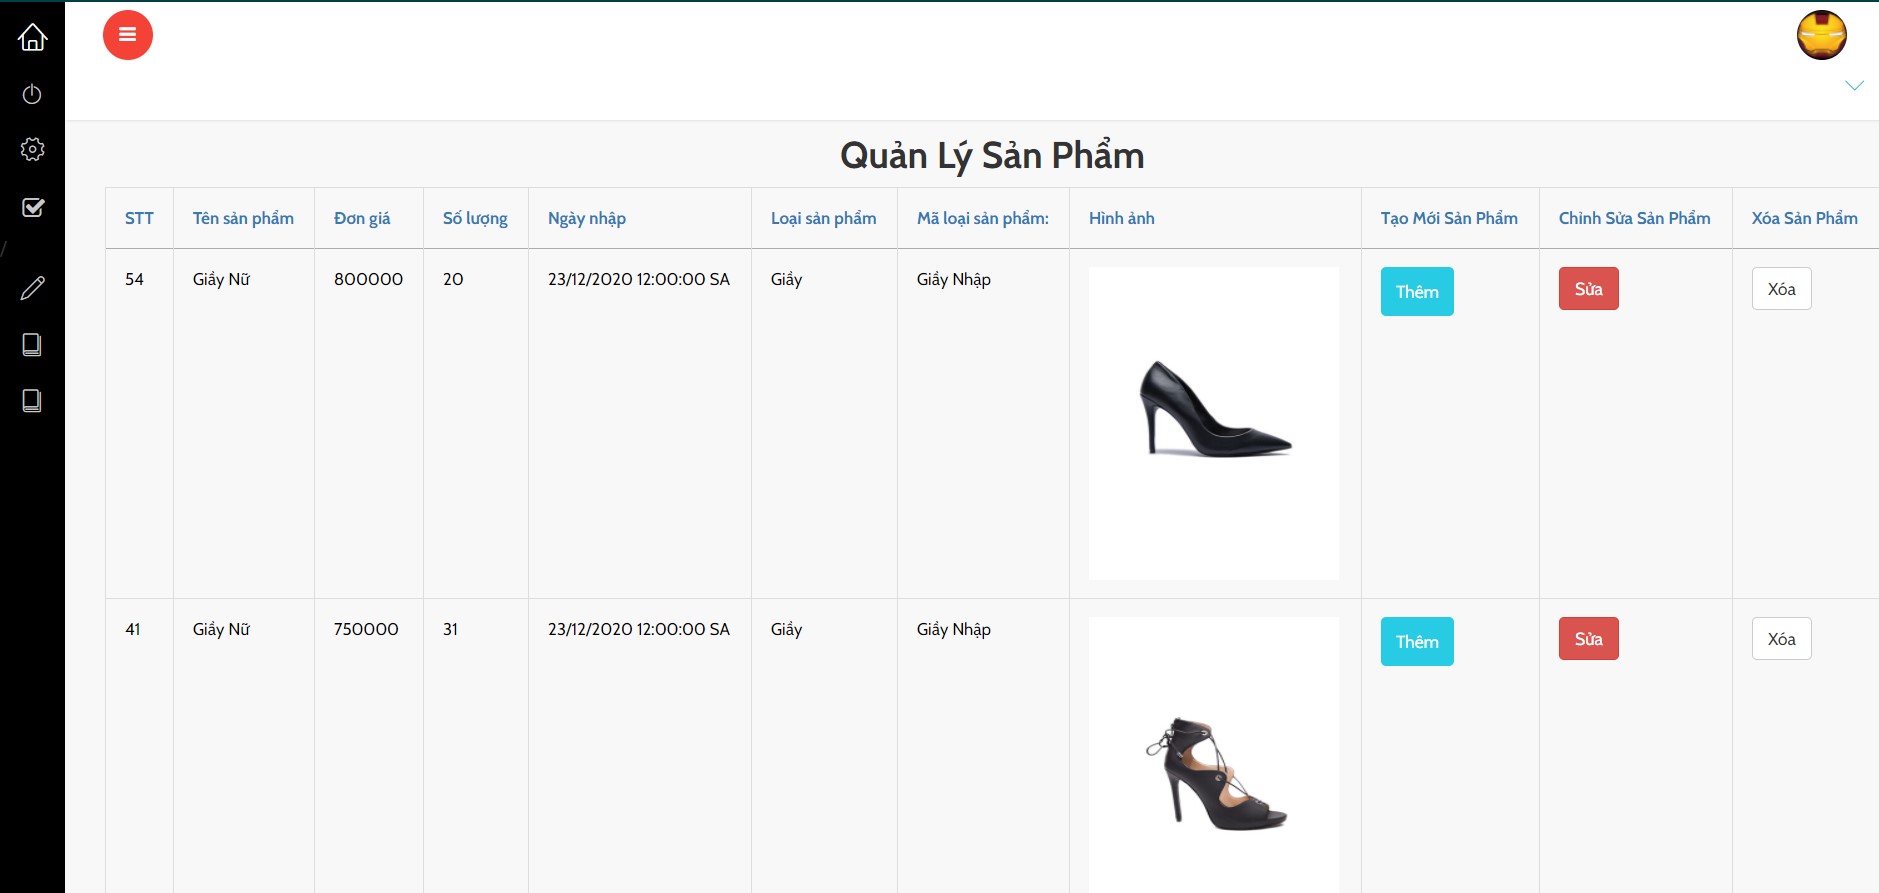 Quản Lý Sản Phẩm
STT Tên sản phẩm Đơn giá Số lượng Ngày nhập Loại sản phẩm Mã loại sản phẩm: Hình ảnh Tạo Mới Sản Phẩm Chỉnh Sửa Sản Phẩm Xóa Sản Phẩm
54 Giầy Nữ 800000 20 23/12/2020 12:00:00 SA Giầy Giầy Nhập Thêm Sửa Xóa
41 Giầy Nữ 750000 31 23/12/2020 12:00:00 SA Giầy Giầy Nhập Thêm Sửa Xóa